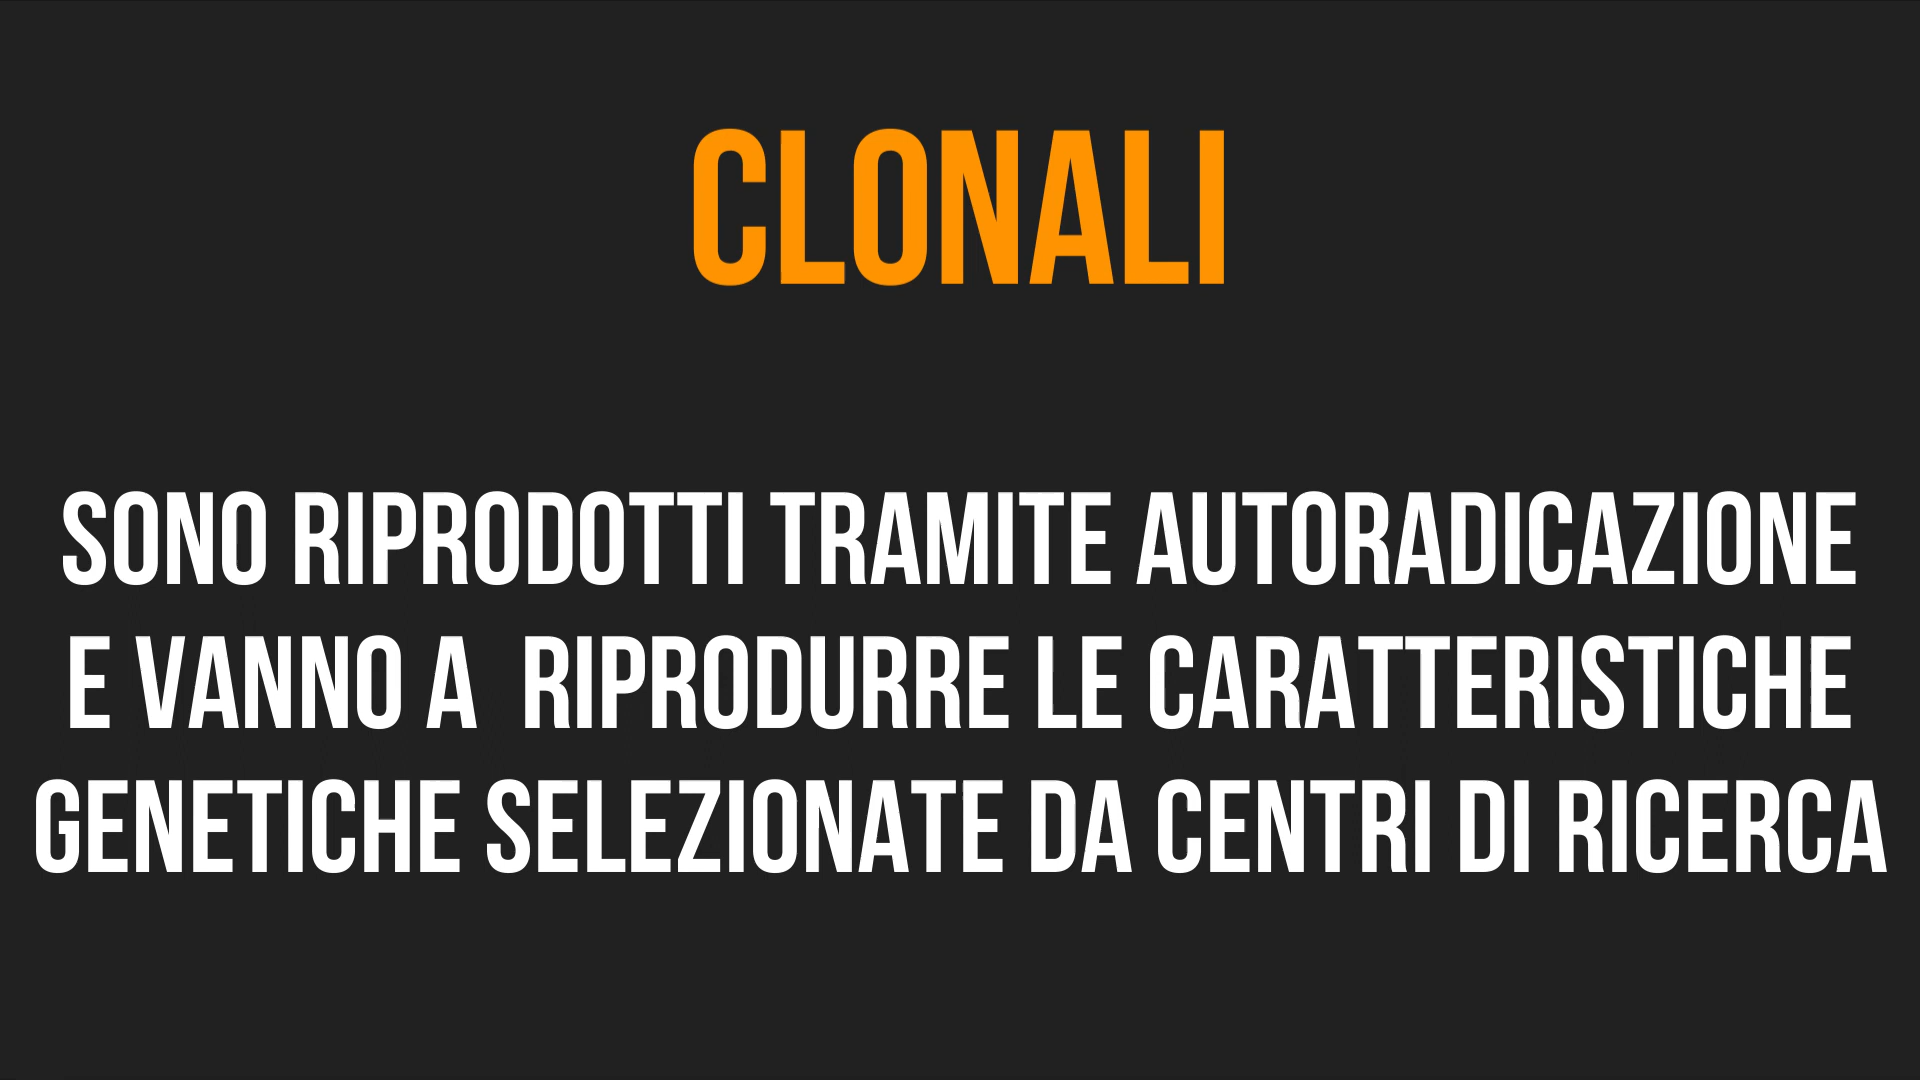 CLONALI
SONO RIPRODOTTI TRAMITE AUTORADICAZIONE
E VANNO A  RIPRODURRE LE CARATTERISTICHE
GENETICHE SELEZIONATE DA CENTRI DI RICERCA